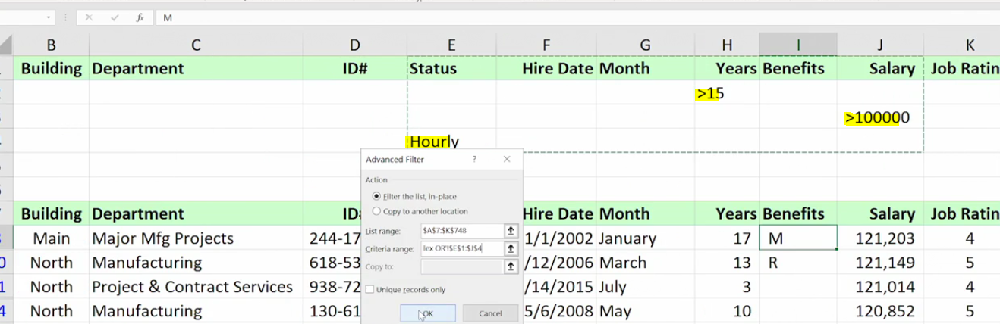 fx M
B C D E F G H I J K
Building Department ID# Status Hire Date Month Years Benefits Salary Job Ratin
>15
>100000
Hourly
Advanced Filter ? ×
Action
Filter the list, in-place
Copy to another location
List range: $A$7:$K$748
Criteria range: lex OR'!$E$1:$J$4
Copy to:
Unique records only
OK Cancel
Building Department ID Hire Date Month Years Benefits Salary Job Ratin
Main Major Mfg Projects 244-17 1/1/2002 January 17 M 121,203 4
North Manufacturing 618-53 /12/2006 March 13 R 121,149 5
North Project & Contract Services 938-72 /14/2015 July 3 121,014 4
North Manufacturing 130-61 5/6/2008 May 10 120,852 5